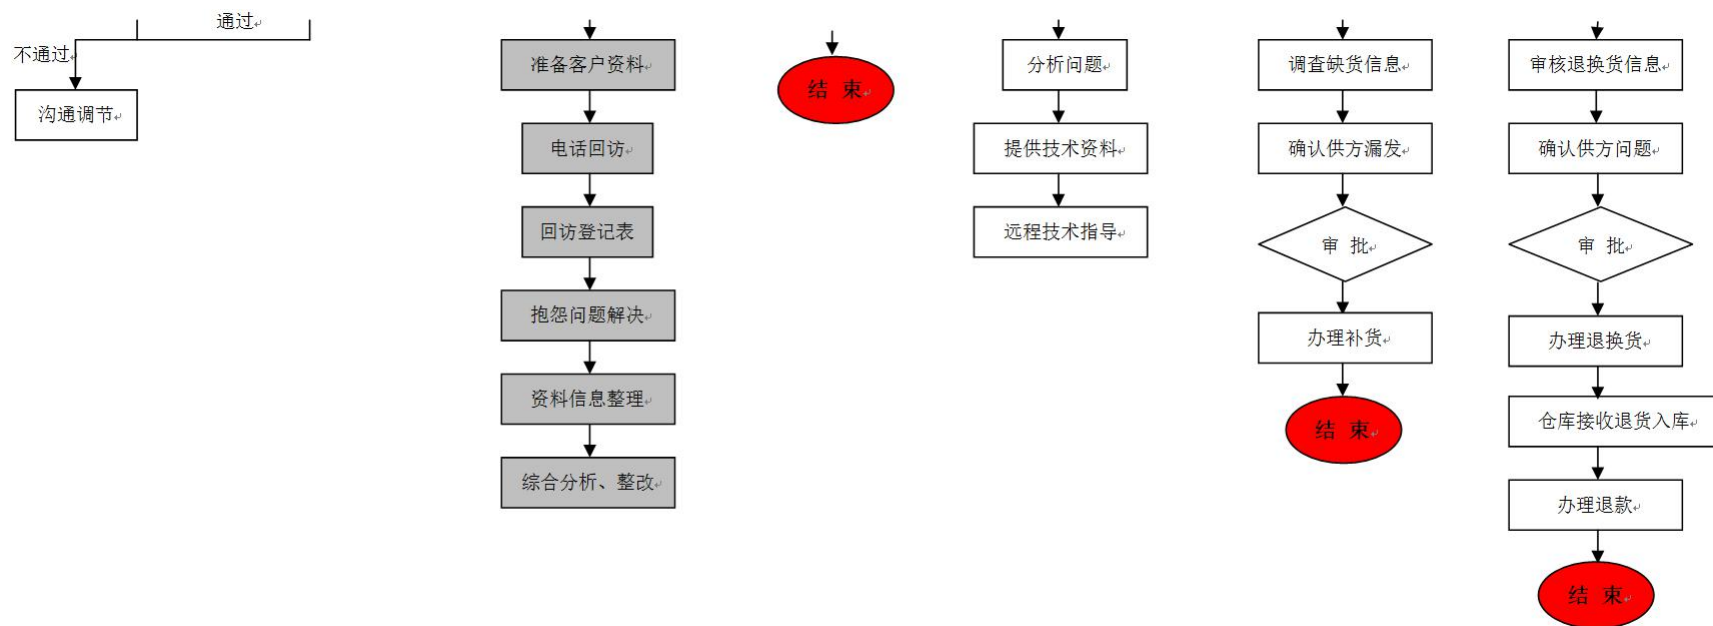 通过
不通过
沟通调节
准备客户资料
电话回访
回访登记表
抱怨问题解决
资料信息整理
综合分析、整改
结 束
分析问题
提供技术资料
远程技术指导
调查缺货信息
确认供方漏发
审 批
办理补货
结 束
审核退换货信息
确认供方问题
审 批
办理退换货
仓库接收退货入库
办理退款
结 束